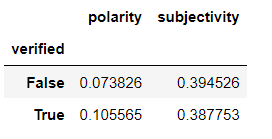 polarity subjectivity
verified
False 0.073826 0.394526
True 0.105565 0.387753